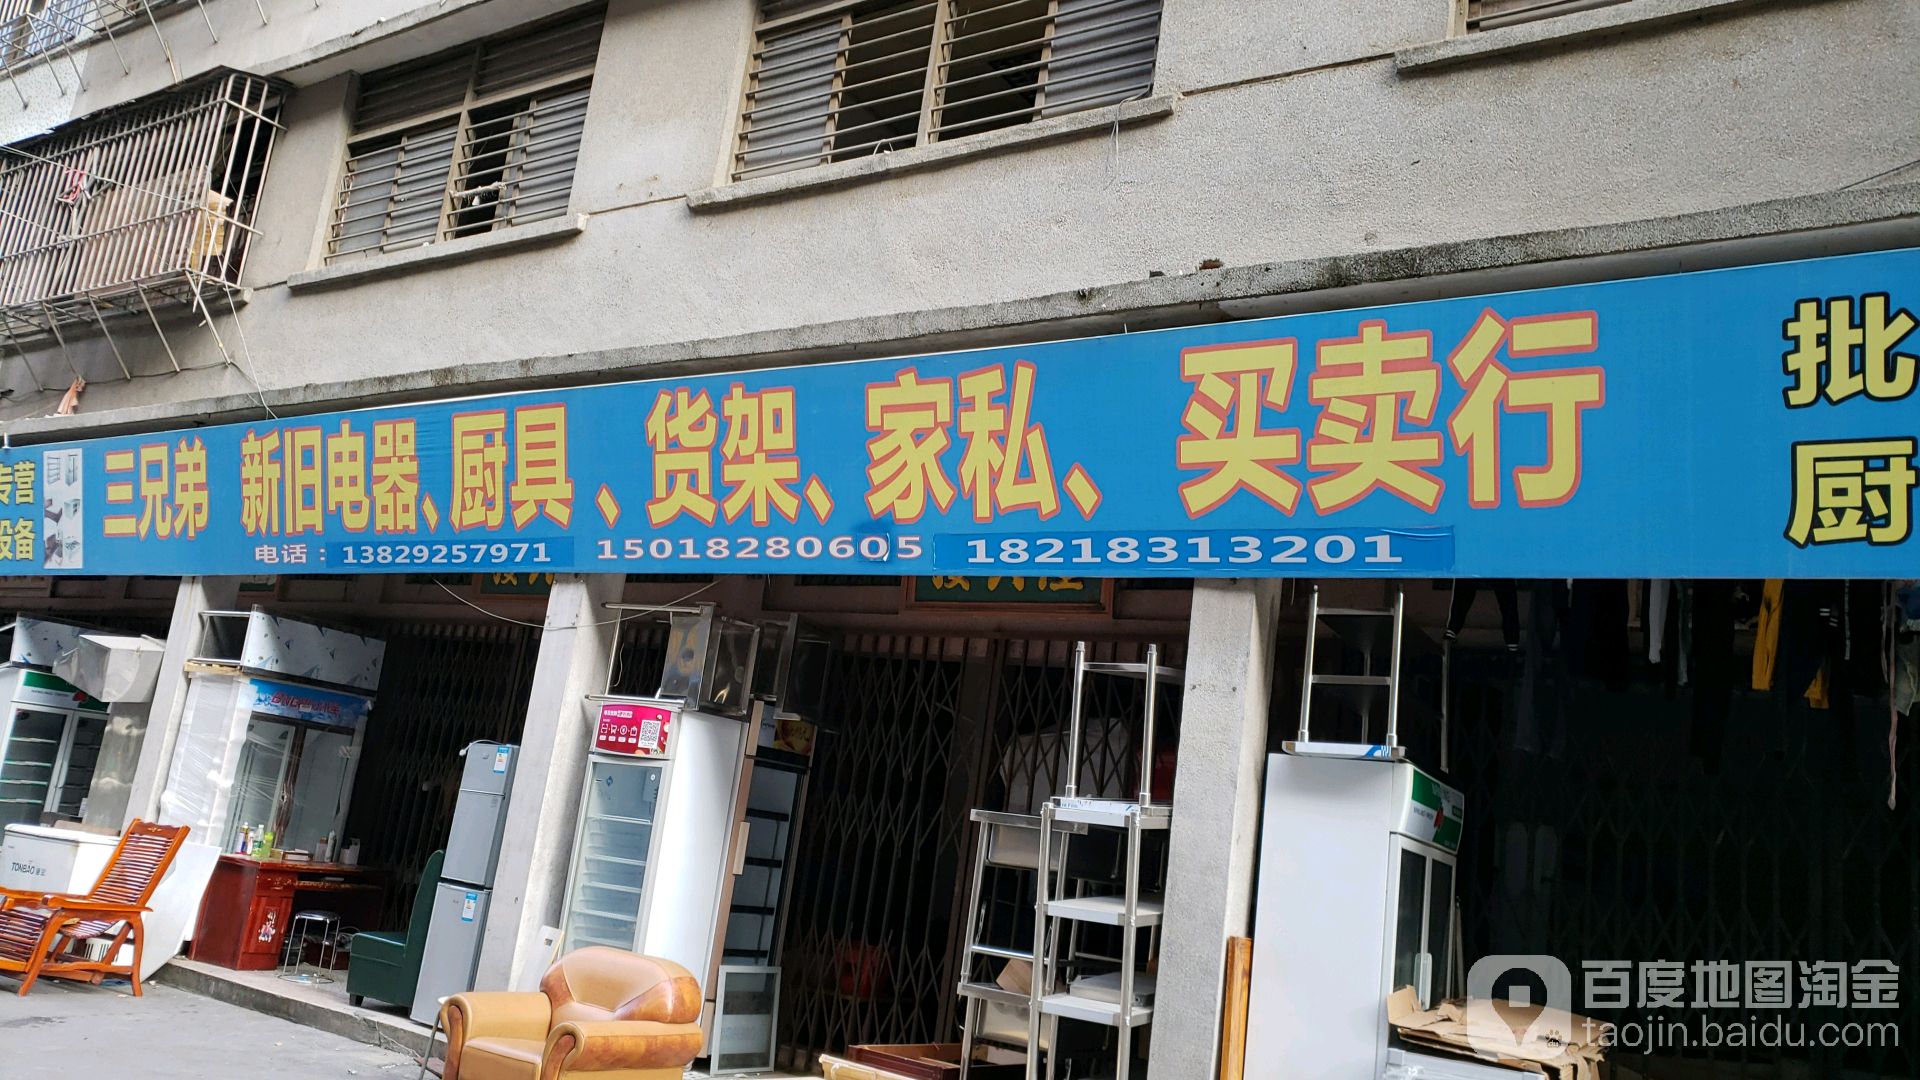 专营
设备
三兄弟 新旧电器、厨具、货架、家私、买卖行
电话：13829257971 15018280605 18218313201
批
厨
TONBAO
百度地图淘金
taojin.baidu.com